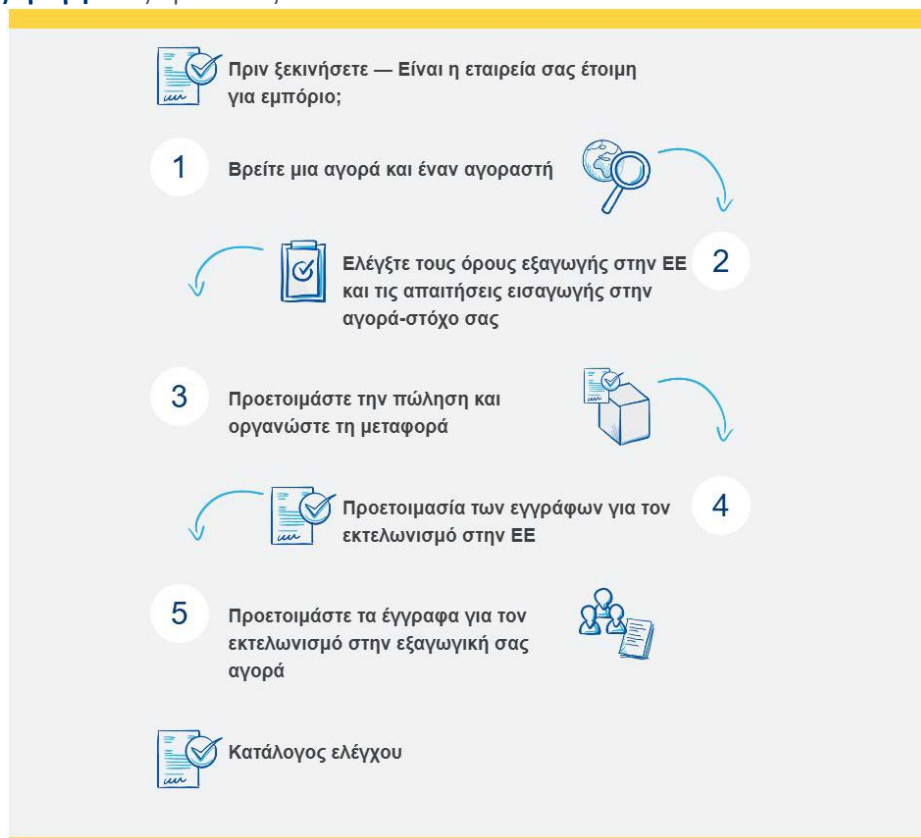 Πριν ξεκινήσετε — Είναι η εταιρεία σας έτοιμη
για εμπόριο;
1
Βρείτε μια αγορά και έναν αγοραστή
Ελέγξτε τους όρους εξαγωγής στην ΕΕ
και τις απαιτήσεις εισαγωγής στην
αγορά-στόχο σας
2
3
Προετοιμάστε την πώληση και
οργανώστε τη μεταφορά
Προετοιμασία των εγγράφων για τον
εκτελωνισμό στην ΕΕ
4
5
Προετοιμάστε τα έγγραφα για τον
εκτελωνισμό στην εξαγωγική σας
αγορά
Κατάλογος ελέγχου